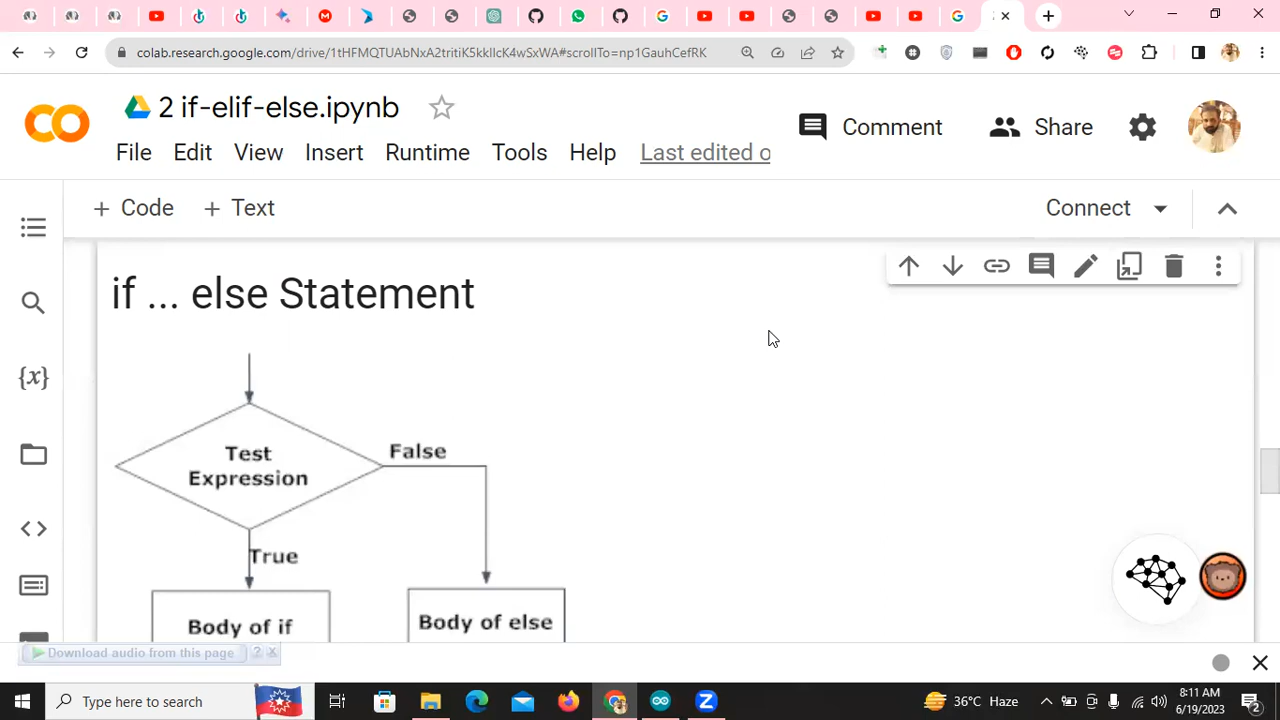 colab.research.google.com/drive/1tHFMQTUAbNxA2tritiK5kklIcK4wSxWA#scrollTo=np1GauhCefRK
2 if-elif-else.ipynb
Comment
Share
File Edit View Insert Runtime Tools Help Last edited o
+ Code + Text
Connect
if ... else Statement
Test
Expression
False
True
Body of if
Body of else
Download audio from this page ? x
Type here to search
36°C Haze
8:11 AM
6/19/2023
2